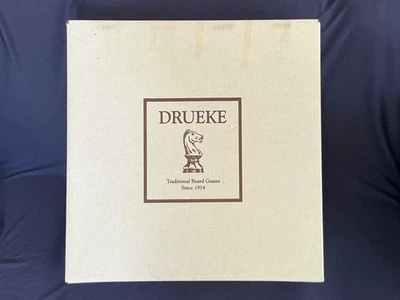 DRUEKE
Traditional Board Games
Since 1914